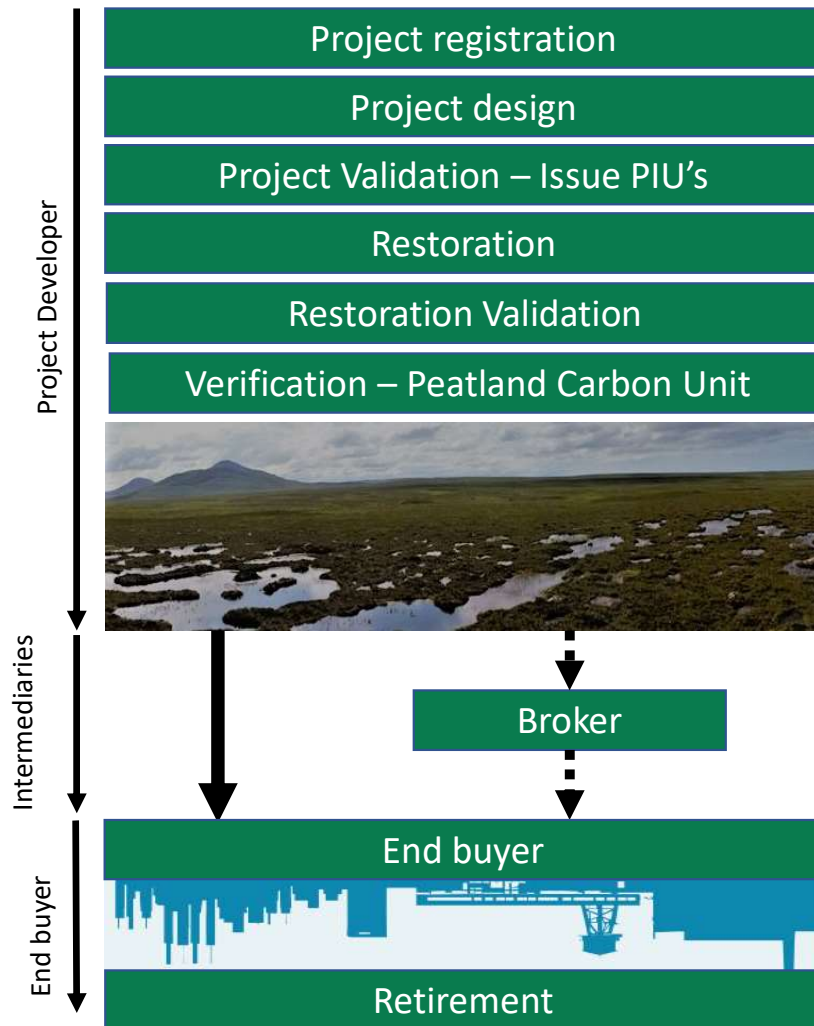 Project registration
Project design
Project Validation – Issue PIU's
Restoration
Restoration Validation
Verification – Peatland Carbon Unit
Project Developer
Intermediaries
Broker
End buyer
End buyer
Retirement